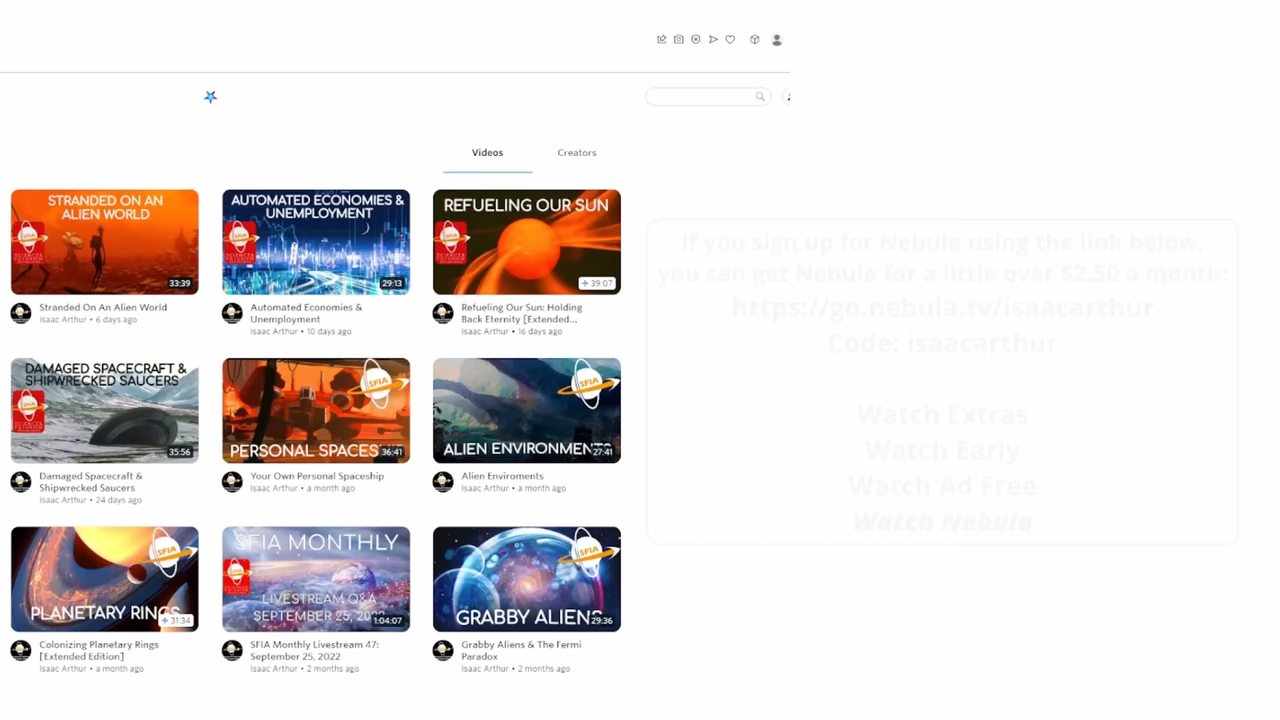 Videos
Creators
STRANDED ON AN
ALIEN WORLD
33:39
Stranded On An Alien World
Isaac Arthur • 6 days ago
AUTOMATED ECONOMIES &
UNEMPLOYMENT
29:13
Automated Economies &
Unemployment
Isaac Arthur • 10 days ago
REFUELING OUR SUN
+ 39:07
Refueling Our Sun: Holding
Back Eternity [Extended...
Isaac Arthur • 16 days ago
DAMAGED SPACECRAFT &
SHIPWRECKED SAUCERS
35:56
Damaged Spacecraft &
Shipwrecked Saucers
Isaac Arthur • 24 days ago
SFIA
PERSONAL SPACES
36:41
Your Own Personal Spaceship
Isaac Arthur • a month ago
SFIA
ALIEN ENVIRONMENTS
27:41
Alien Enviroments
Isaac Arthur • a month ago
SFIA
PLANETARY RINGS
+ 31:34
Colonizing Planetary Rings
[Extended Edition]
Isaac Arthur • a month ago
SFIA MONTHLY
LIVESTREAM Q&A
SEPTEMBER 25, 2022
1:04:07
SFIA Monthly Livestream 47:
September 25, 2022
Isaac Arthur • 2 months ago
SFIA
GRABBY ALIENS
29:36
Grabby Aliens & The Fermi
Paradox
Isaac Arthur • 2 months ago
If you sign up for Nebula using the link below,
you can get Nebula for a little over $2.50 a month:
https://go.nebula.tv/isaacarthur
Code: isaacarthur
Watch Extras
Watch Early
Watch Ad Free
Watch Nebula